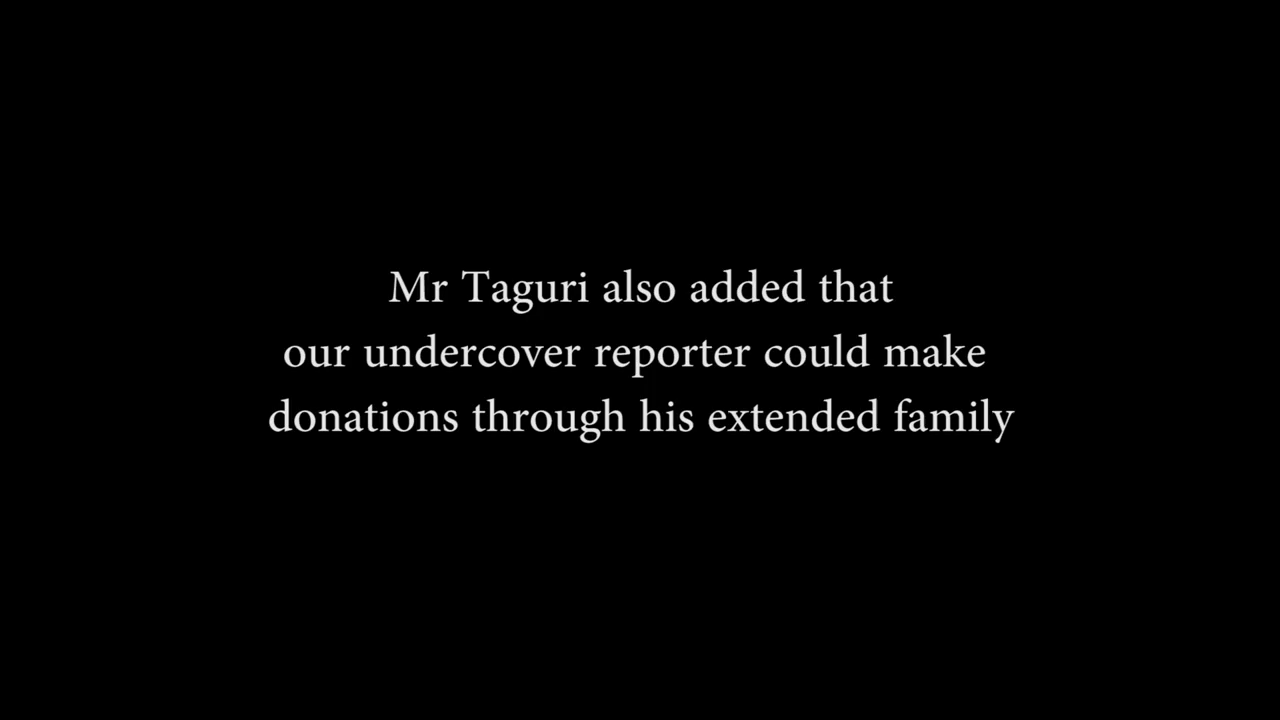 Mr Taguri also added that
our undercover reporter could make
donations through his extended family